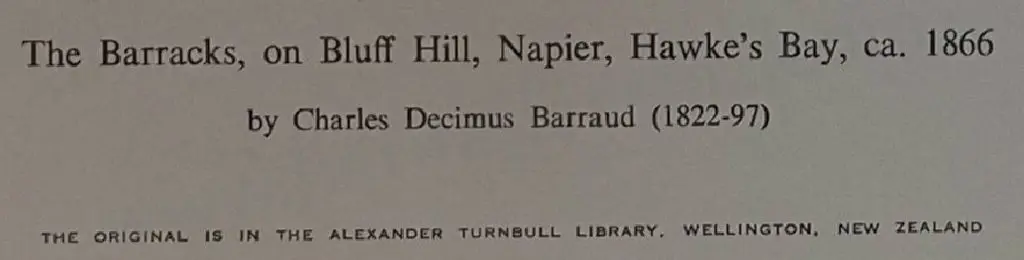 The Barracks, on Bluff Hill, Napier, Hawke's Bay, ca. 1866
by Charles Decimus Barraud (1822-97)
THE ORIGINAL IS IN THE ALEXANDER TURNBULL LIBRARY, WELLINGTON, NEW ZEALAND